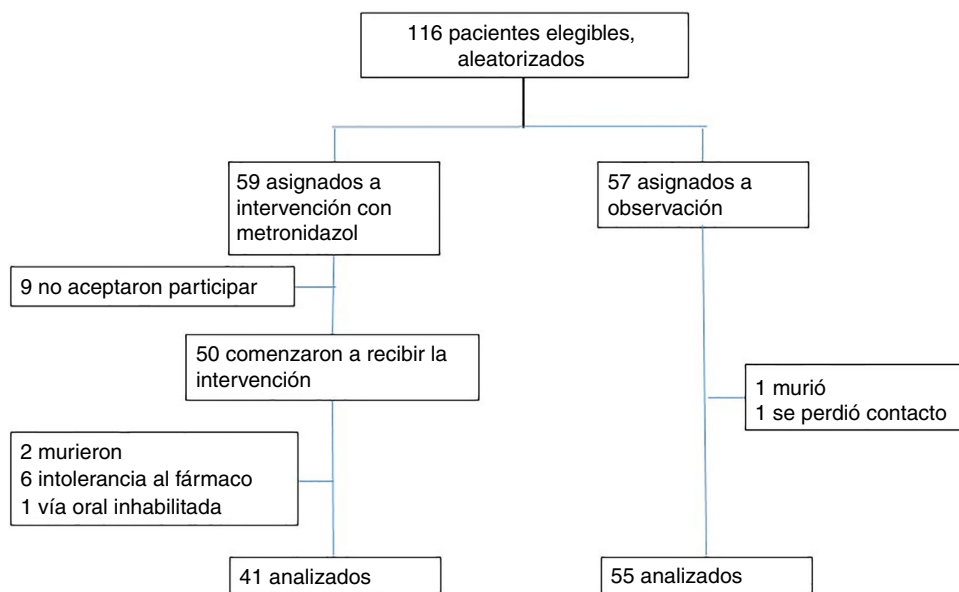 116 pacientes elegibles,
aleatorizados
59 asignados a
intervención con
metronidazol
57 asignados a
observación
9 no aceptaron participar
50 comenzaron a recibir la
intervención
1 murió
1 se perdió contacto
2 murieron
6 intolerancia al fármaco
1 vía oral inhabilitada
41 analizados
55 analizados